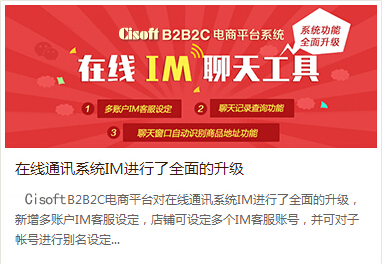 Cisoft B2B2C 电商平台系统
系统功能
全面升级
在线 IM 聊天工具
1 多账户IM客服设定
2 聊天记录查询功能
3 聊天窗口自动识别商品地址功能
在线通讯系统IM进行了全面的升级
Cisoft B2B2C电商平台对在线通讯系统IM进行了全面的升级，
新增多账户IM客服设定，店铺可设定多个IM客服账号，并可对子
帐号进行别名设定...